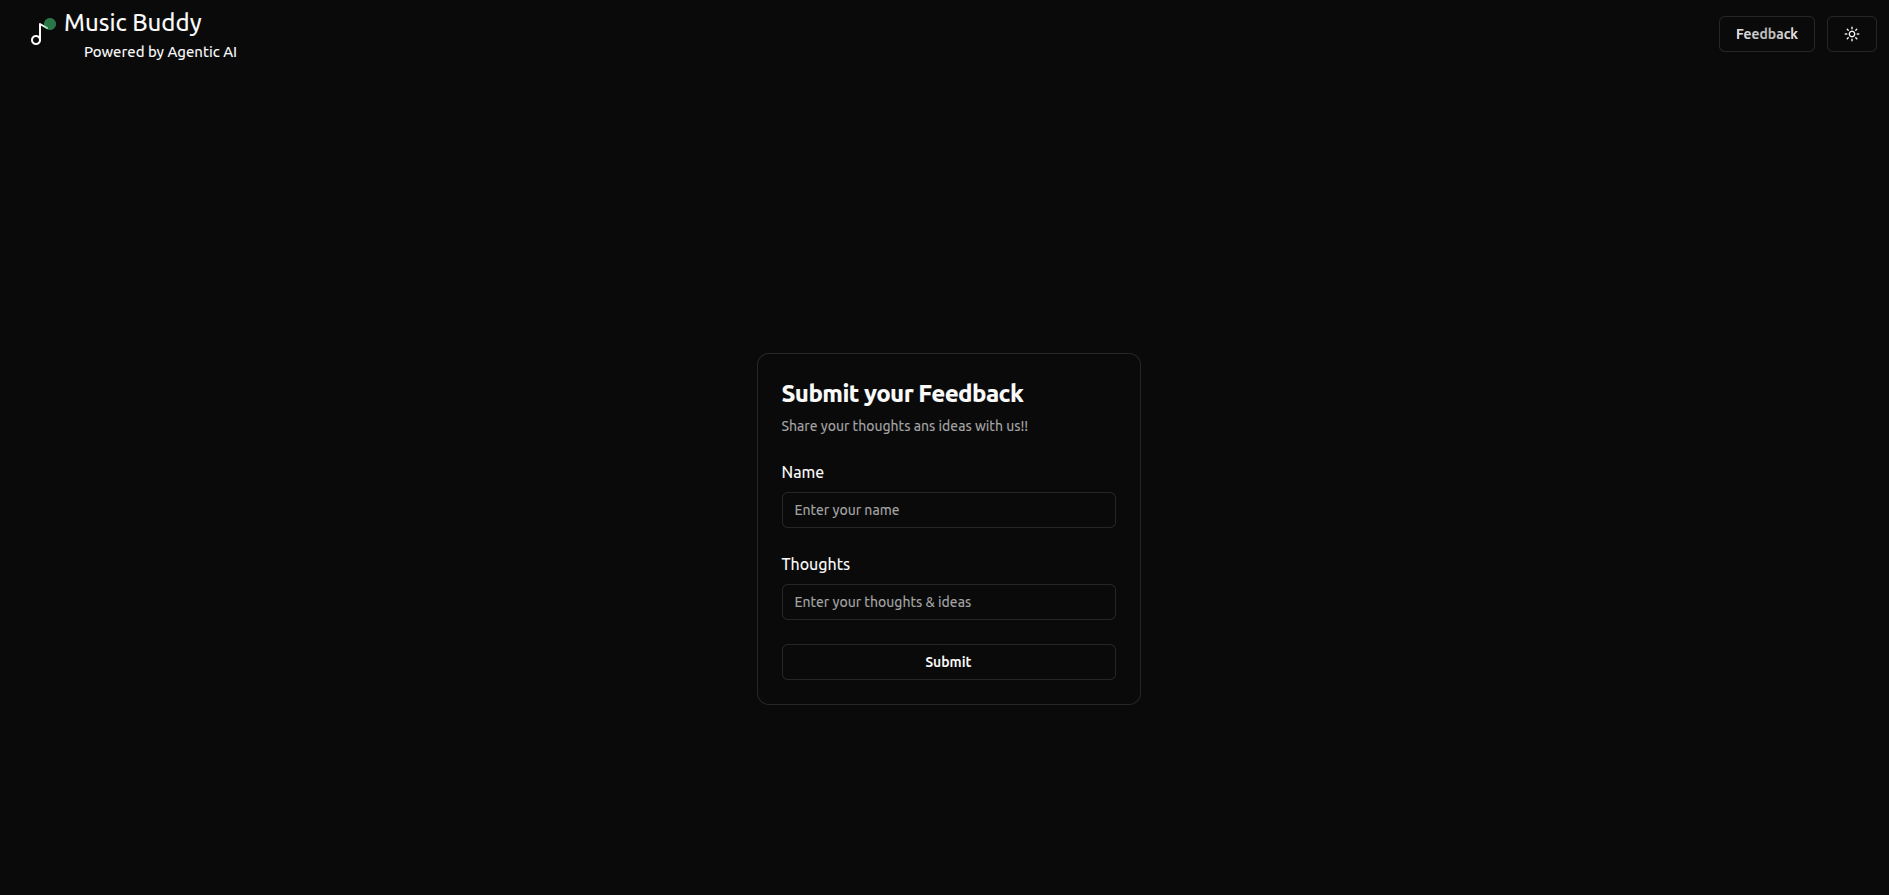 Music Buddy
Powered by Agentic AI
Feedback
Submit your Feedback
Share your thoughts ans ideas with us!!
Name
Enter your name
Thoughts
Enter your thoughts & ideas
Submit